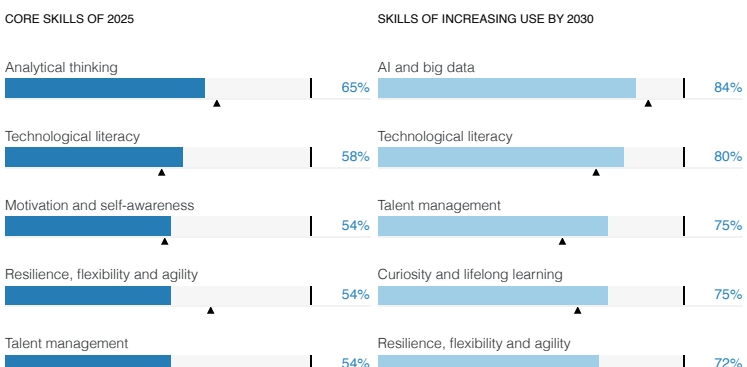 CORE SKILLS OF 2025
Analytical thinking
65%
Technological literacy
58%
Motivation and self-awareness
54%
Resilience, flexibility and agility
54%
Talent management
54%
SKILLS OF INCREASING USE BY 2030
AI and big data
84%
Technological literacy
80%
Talent management
75%
Curiosity and lifelong learning
75%
Resilience, flexibility and agility
72%